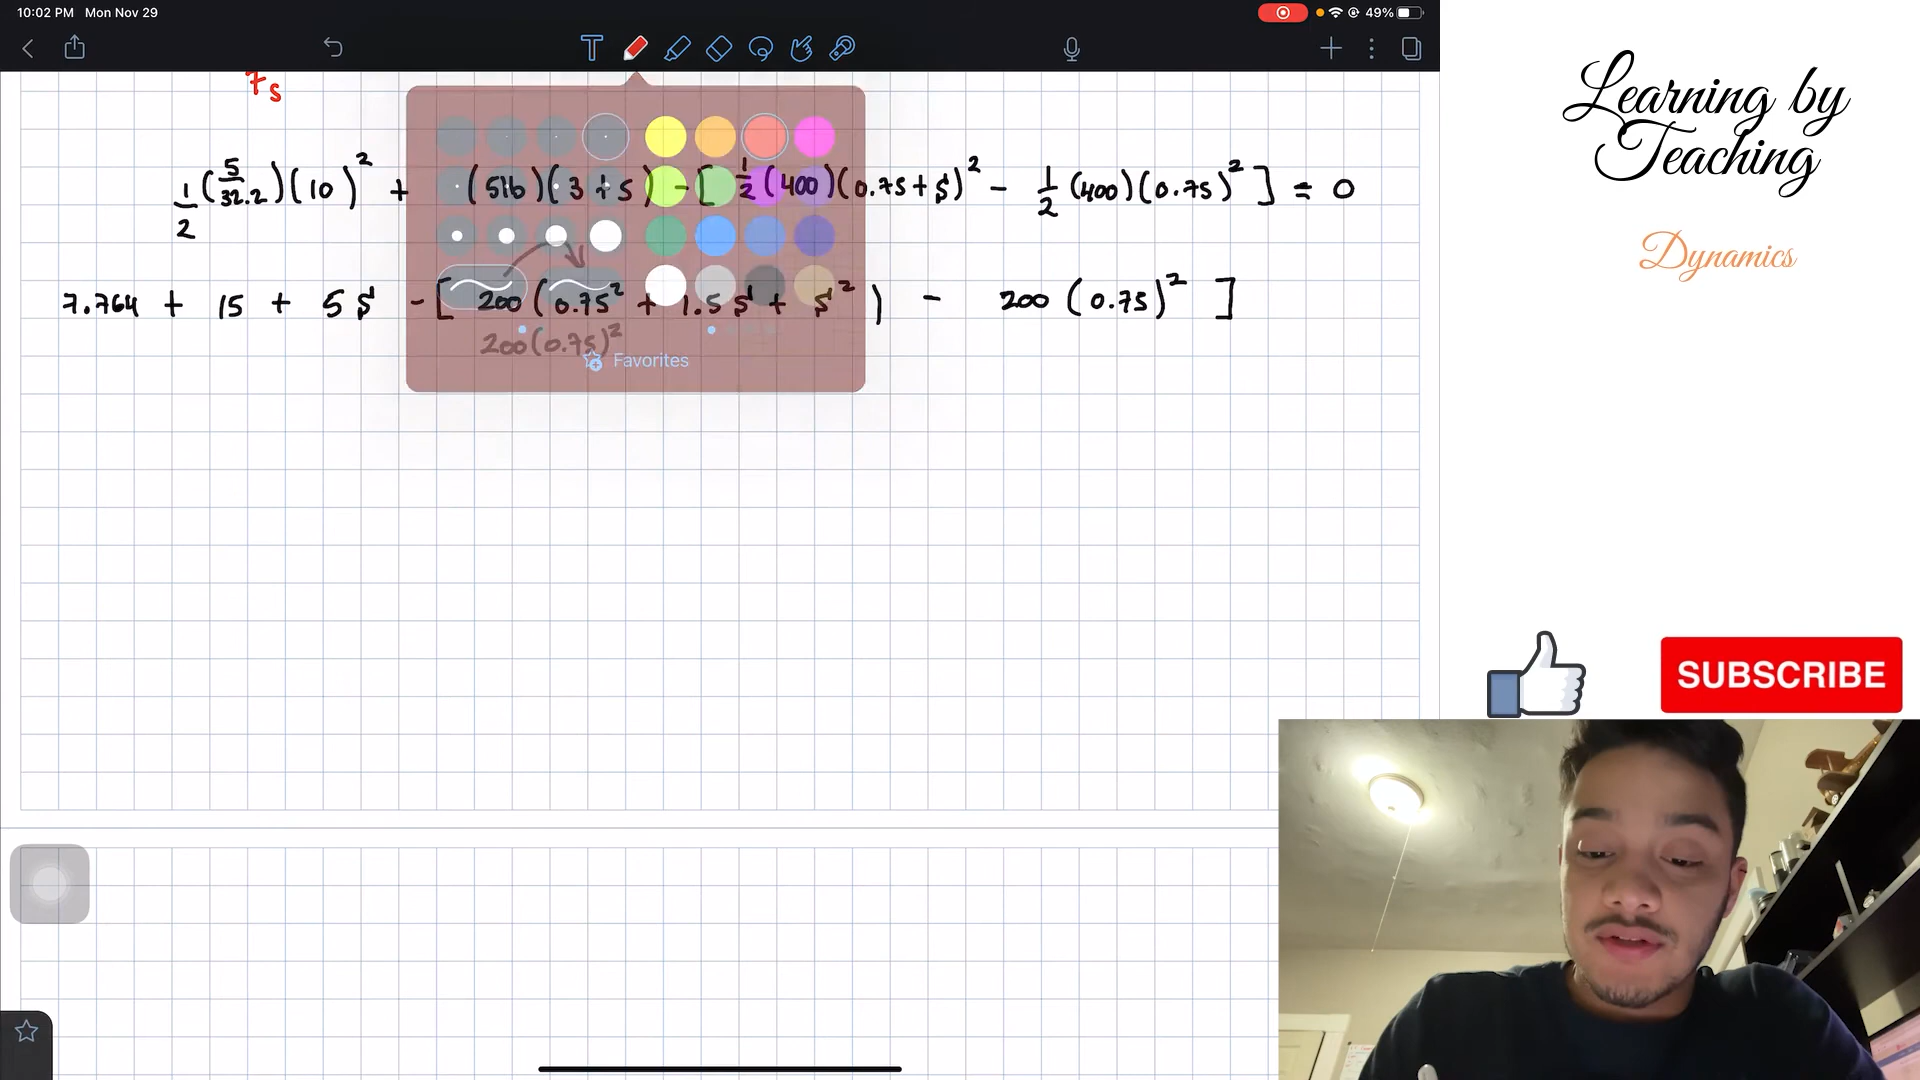 10:02 PM Mon Nov 29
49%
T
Fs
1/2 (5/32.2)(10)² + (5lb)(3 + s) - [ 1/2 (400)(0.75+s)² - 1/2 (400)(0.75)² ] = 0
7.764 + 15 + 5s - [ 200 (0.75² + 1.5s + s²) - 200 (0.75)² ]
200(0.75)²
Favorites
Learning by
Teaching
Dynamics
SUBSCRIBE